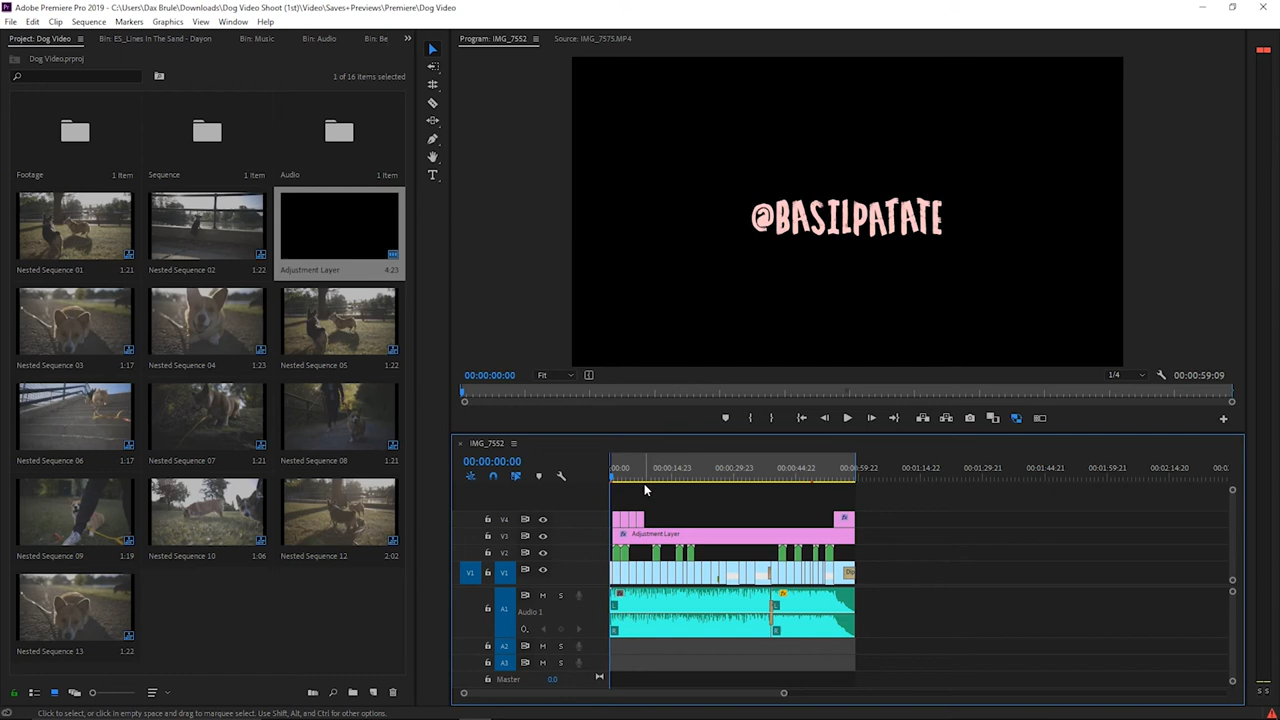 Adobe Premiere Pro 2019 - C:\Users\Dax Brule\Downloads\Dog Video Shoot (1st)\Video\Saves+Previews\Premiere\Dog Video
File Edit Clip Sequence Markers Graphics View Window Help
Project: Dog Video Bin: ES_Lines In The Sand - Dayon Bin: Music Bin: Audio Bin: Be
Program: IMG_7552 Source: IMG_7575.MP4
Dog Video.prproj
1 of 16 Items selected
Footage 1 Item Sequence 1 Item Audio 1 Item
@BASILPATATE
Nested Sequence 01 1:21 Nested Sequence 02 1:22 Adjustment Layer 4:23
Nested Sequence 03 1:17 Nested Sequence 04 1:23 Nested Sequence 05 1:22
00:00:00:00 Fit 1/4 00:00:59:09
Nested Sequence 06 1:17 Nested Sequence 07 1:21 Nested Sequence 08 1:21
IMG_7552
00:00:00:00
:00:00 00:00:14:23 00:00:29:23 00:00:44:22 00:00:59:22 00:01:14:22 00:01:29:21 00:01:44:21 00:01:59:21 00:02:14:20 00:0
V4 fx
V3 fx Adjustment Layer
V2
Nested Sequence 09 1:19 Nested Sequence 10 1:06 Nested Sequence 12 2:02
V1 V1
A1 M S
Audio 1
L L
R R
Nested Sequence 13 1:22
A2 M S
A3 M S
Master 0.0
S S
Click to select, or click in empty space and drag to marquee select. Use Shift, Alt, and Ctrl for other options.